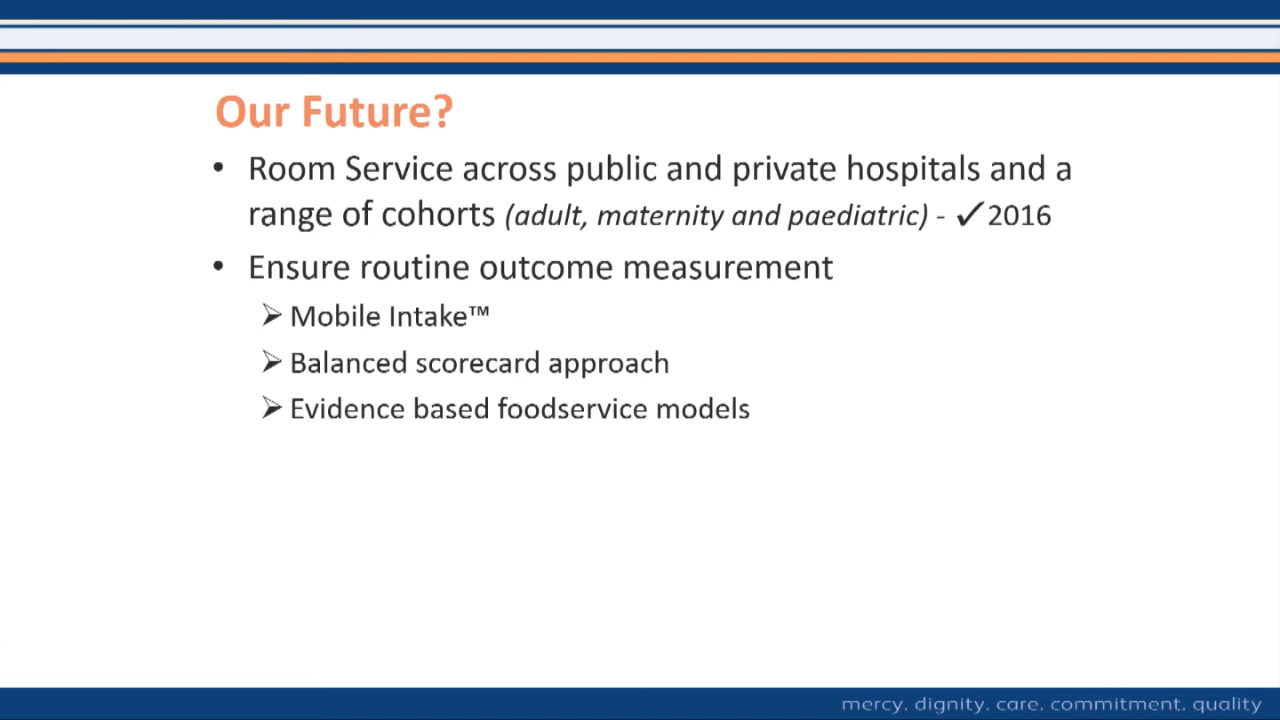 Our Future?
• Room Service across public and private hospitals and a
range of cohorts (adult, maternity and paediatric) - ✓2016
• Ensure routine outcome measurement
➢ Mobile Intake™
➢ Balanced scorecard approach
➢ Evidence based foodservice models
mercy. dignity. care. commitment. quality